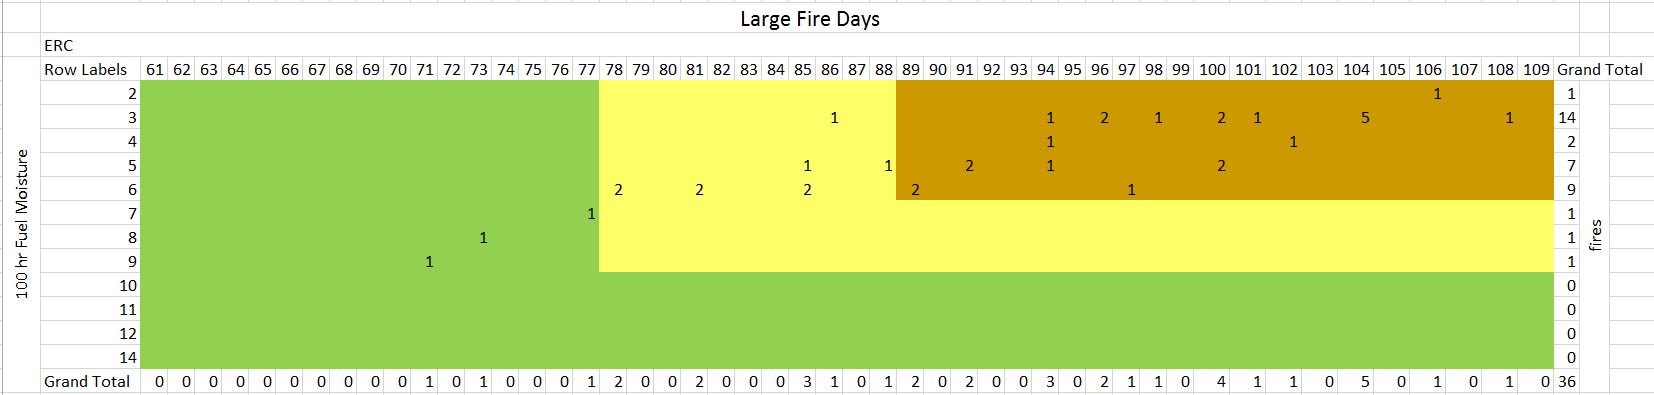 Large Fire Days
ERC
Row Labels 61 62 63 64 65 66 67 68 69 70 71 72 73 74 75 76 77 78 79 80 81 82 83 84 85 86 87 88 89 90 91 92 93 94 95 96 97 98 99 100 101 102 103 104 105 106 107 108 109 Grand Total
100 hr Fuel Moisture
2 1 1
3 1 1 2 1 2 1 5 1 14
4 1 1 2
5 1 1 2 1 2 7
6 2 2 2 2 1 9
7 1 1
8 1 1
9 1 1
10 0
11 0
12 0
14 0
fires
Grand Total 0 0 0 0 0 0 0 0 0 0 1 0 1 0 0 0 1 2 0 0 2 0 0 0 3 1 0 1 2 0 2 0 0 3 0 2 1 1 0 4 1 1 0 5 0 1 0 1 0 36